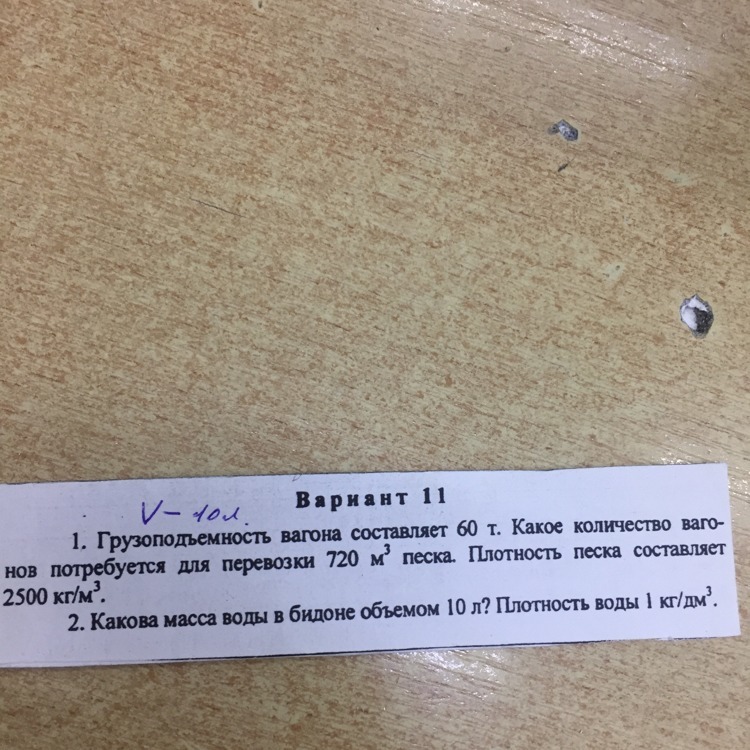 Вариант 11
V – 10 л.
1. Грузоподъемность вагона составляет 60 т. Какое количество ваго-
нов потребуется для перевозки 720 м³ песка. Плотность песка составляет
2500 кг/м³.
2. Какова масса воды в бидоне объемом 10 л? Плотность воды 1 кг/дм³.